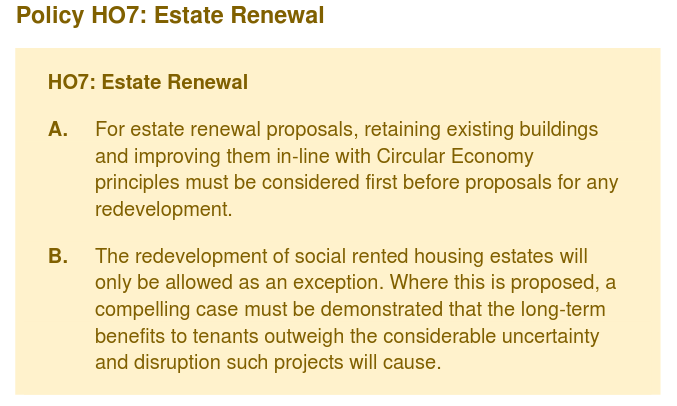 Policy HO7: Estate Renewal
HO7: Estate Renewal
A. For estate renewal proposals, retaining existing buildings
and improving them in-line with Circular Economy
principles must be considered first before proposals for any
redevelopment.
B. The redevelopment of social rented housing estates will
only be allowed as an exception. Where this is proposed, a
compelling case must be demonstrated that the long-term
benefits to tenants outweigh the considerable uncertainty
and disruption such projects will cause.